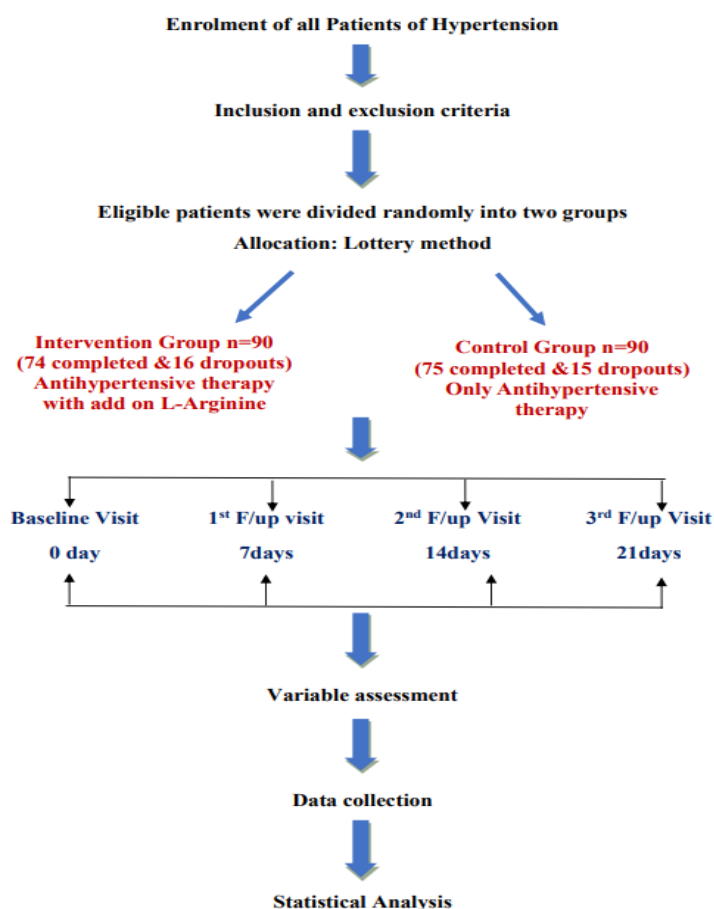 Enrolment of all Patients of Hypertension
Inclusion and exclusion criteria
Eligible patients were divided randomly into two groups
Allocation: Lottery method
Intervention Group n=90
(74 completed &16 dropouts)
Antihypertensive therapy
with add on L-Arginine
Control Group n=90
(75 completed &15 dropouts)
Only Antihypertensive
therapy
Baseline Visit 1st F/up visit 2nd F/up Visit 3rd F/up Visit
0 day 7days 14days 21days
Variable assessment
Data collection
Statistical Analysis